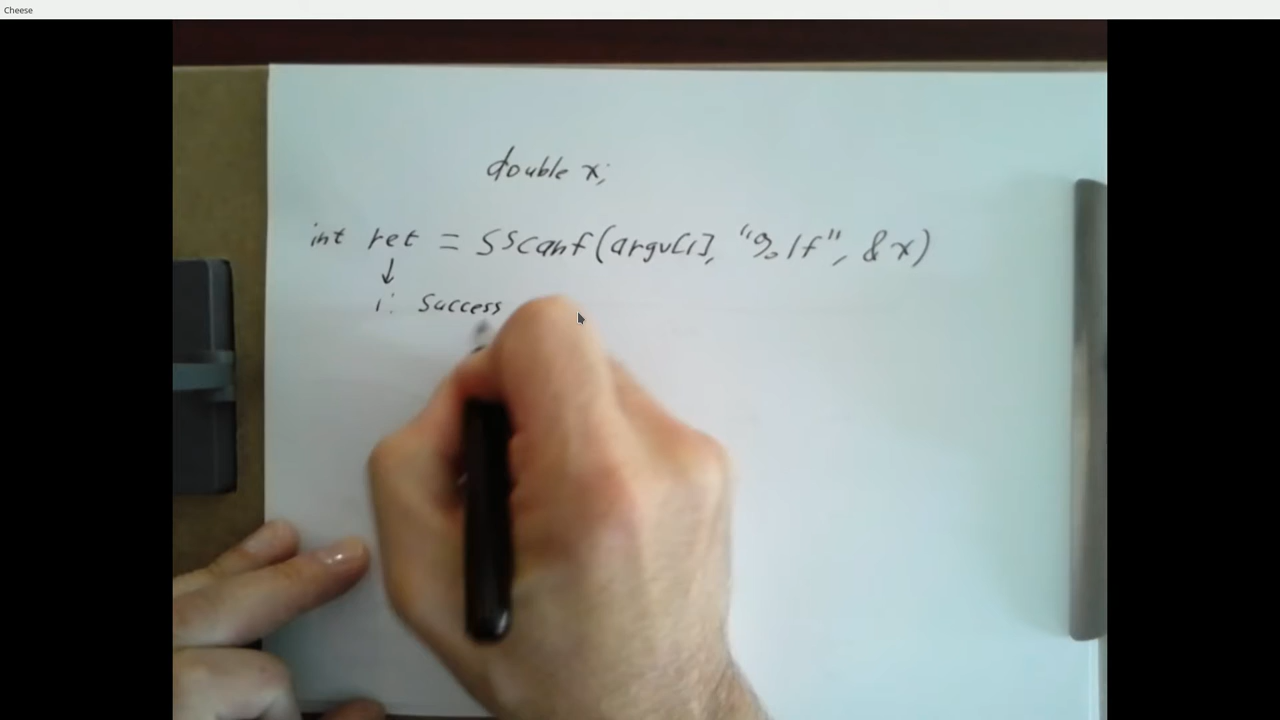 Cheese
double x;
int ret = sscanf(argv[1], "%lf", &x)
↓
1: Success